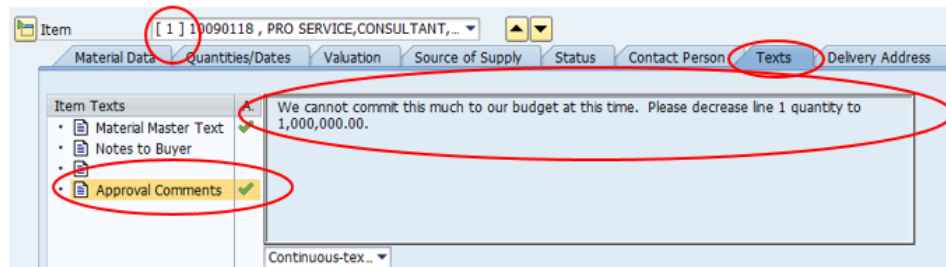 Item [ 1 ] 10090118 , PRO SERVICE,CONSULTANT,...
Material Data Quantities/Dates Valuation Source of Supply Status Contact Person Texts Delivery Address
Item Texts A.
Material Master Text
Notes to Buyer
Approval Comments
We cannot commit this much to our budget at this time. Please decrease line 1 quantity to
1,000,000.00.
Continuous-tex...